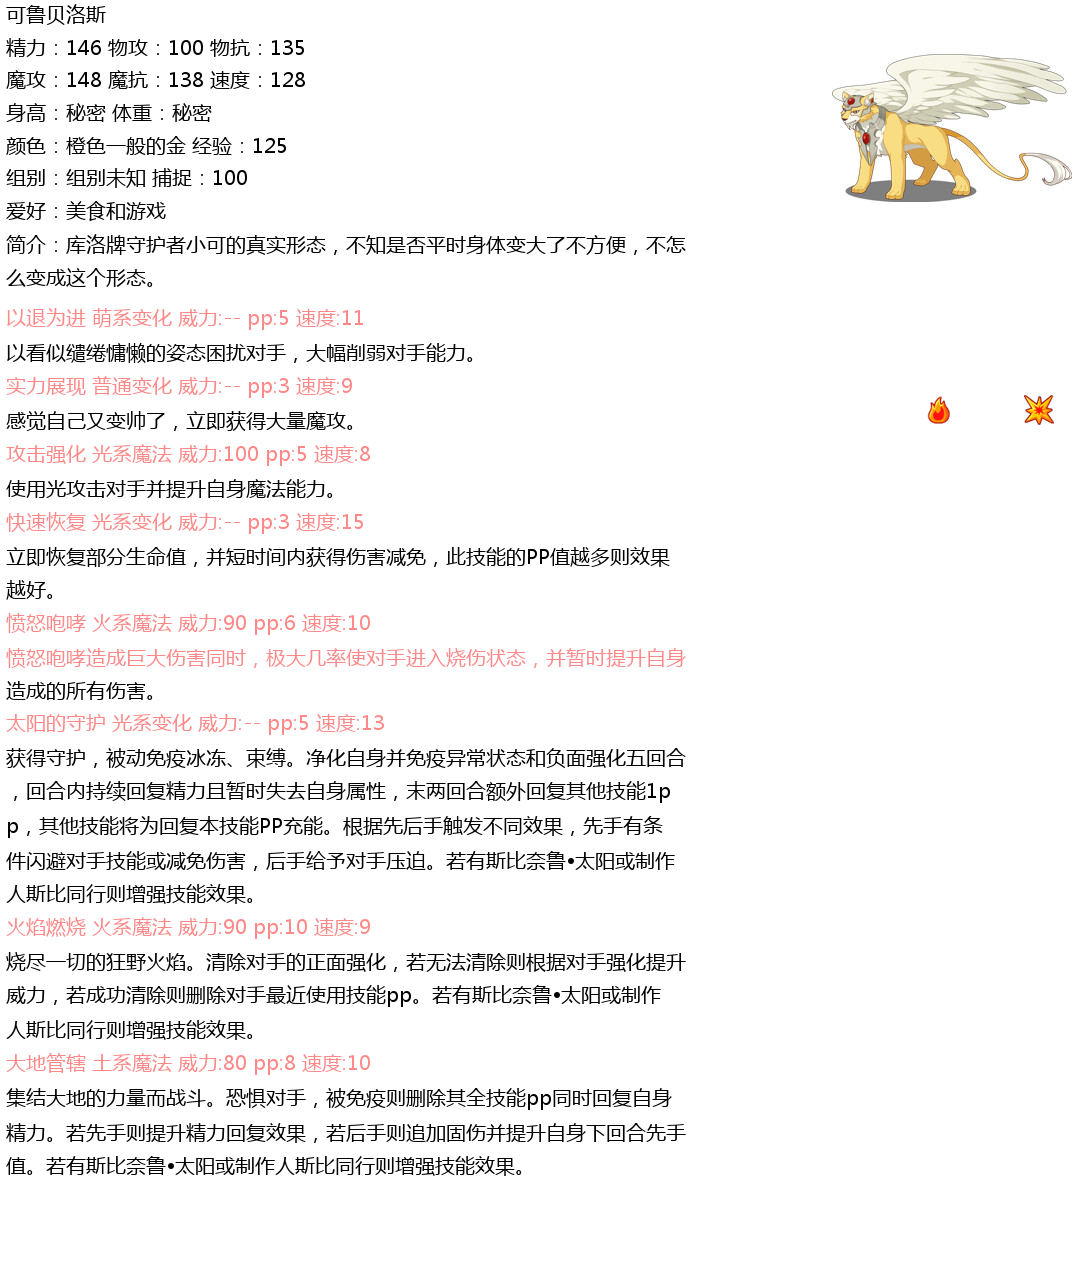 可鲁贝洛斯
精力：146 物攻：100 物抗：135
魔攻：148 魔抗：138 速度：128
身高：秘密 体重：秘密
颜色：橙色一般的金 经验：125
组别：组别未知 捕捉：100
爱好：美食和游戏
简介：库洛牌守护者小可的真实形态，不知是否平时身体变大了不方便，不怎
么变成这个形态。
以退为进 萌系变化 威力:-- pp:5 速度:11
以看似缱绻慵懒的姿态困扰对手，大幅削弱对手能力。
实力展现 普通变化 威力:-- pp:3 速度:9
感觉自己又变帅了，立即获得大量魔攻。
攻击强化 光系魔法 威力:100 pp:5 速度:8
使用光攻击对手并提升自身魔法能力。
快速恢复 光系变化 威力:-- pp:3 速度:15
立即恢复部分生命值，并短时间内获得伤害减免，此技能的PP值越多则效果
越好。
愤怒咆哮 火系魔法 威力:90 pp:6 速度:10
愤怒咆哮造成巨大伤害同时，极大几率使对手进入烧伤状态，并暂时提升自身
造成的所有伤害。
太阳的守护 光系变化 威力:-- pp:5 速度:13
获得守护，被动免疫冰冻、束缚。净化自身并免疫异常状态和负面强化五回合
，回合内持续回复精力且暂时失去自身属性，末两回合额外回复其他技能1p
p，其他技能将为回复本技能PP充能。根据先后手触发不同效果，先手有条
件闪避对手技能或减免伤害，后手给予对手压迫。若有斯比奈鲁•太阳或制作
人斯比同行则增强技能效果。
火焰燃烧 火系魔法 威力:90 pp:10 速度:9
烧尽一切的狂野火焰。清除对手的正面强化，若无法清除则根据对手强化提升
威力，若成功清除则删除对手最近使用技能pp。若有斯比奈鲁•太阳或制作
人斯比同行则增强技能效果。
大地管辖 土系魔法 威力:80 pp:8 速度:10
集结大地的力量而战斗。恐惧对手，被免疫则删除其全技能pp同时回复自身
精力。若先手则提升精力回复效果，若后手则追加固伤并提升自身下回合先手
值。若有斯比奈鲁•太阳或制作人斯比同行则增强技能效果。